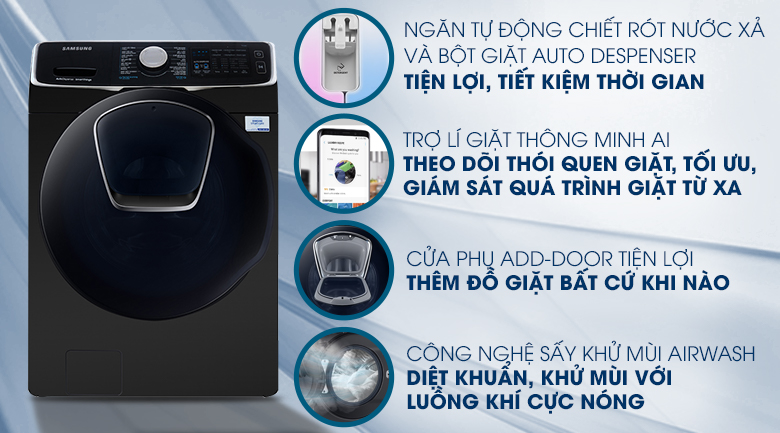 SAMSUNG
NGĂN TỰ ĐỘNG CHIẾT RÓT NƯỚC XẢ
VÀ BỘT GIẶT AUTO DESPENSER
TIỆN LỢI, TIẾT KIỆM THỜI GIAN
TRỢ LÍ GIẶT THÔNG MINH AI
THEO DÕI THÓI QUEN GIẶT, TỐI ƯU,
GIÁM SÁT QUÁ TRÌNH GIẶT TỪ XA
CỬA PHỤ ADD-DOOR TIỆN LỢI
THÊM ĐỒ GIẶT BẤT CỨ KHI NÀO
CÔNG NGHỆ SẤY KHỬ MÙI AIRWASH
DIỆT KHUẨN, KHỬ MÙI VỚI
LUỒNG KHÍ CỰC NÓNG